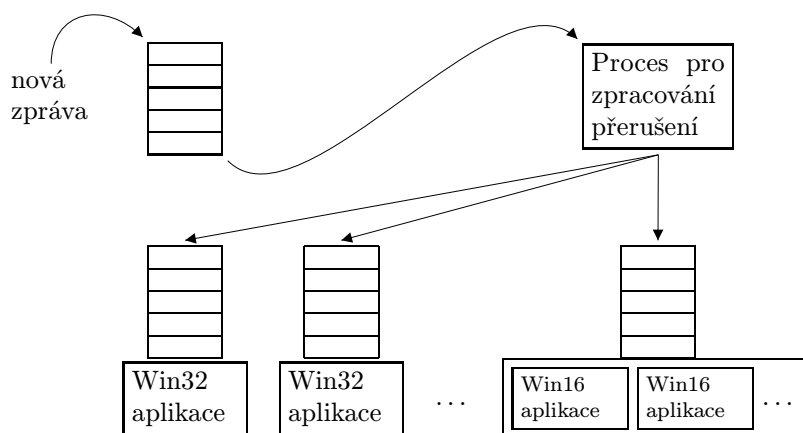 nová
zpráva
Proces pro
zpracování
přerušení
Win32
aplikace
Win32
aplikace
...
Win16
aplikace
Win16
aplikace
...